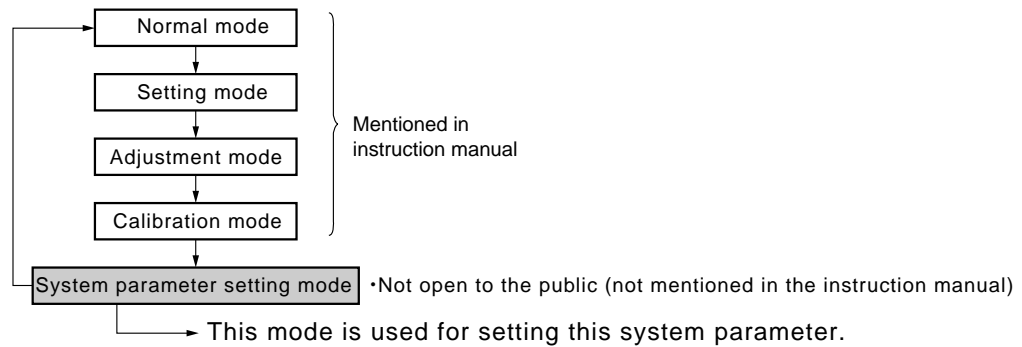 Normal mode
Setting mode
Adjustment mode
Calibration mode
Mentioned in
instruction manual
System parameter setting mode ・Not open to the public (not mentioned in the instruction manual)
This mode is used for setting this system parameter.